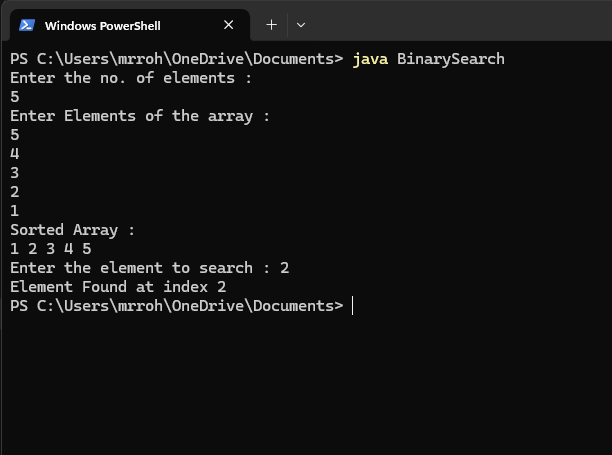 Windows PowerShell
PS C:\Users\mrroh\OneDrive\Documents> java BinarySearch
Enter the no. of elements :
5
Enter Elements of the array :
5
4
3
2
1
Sorted Array :
1 2 3 4 5
Enter the element to search : 2
Element Found at index 2
PS C:\Users\mrroh\OneDrive\Documents>